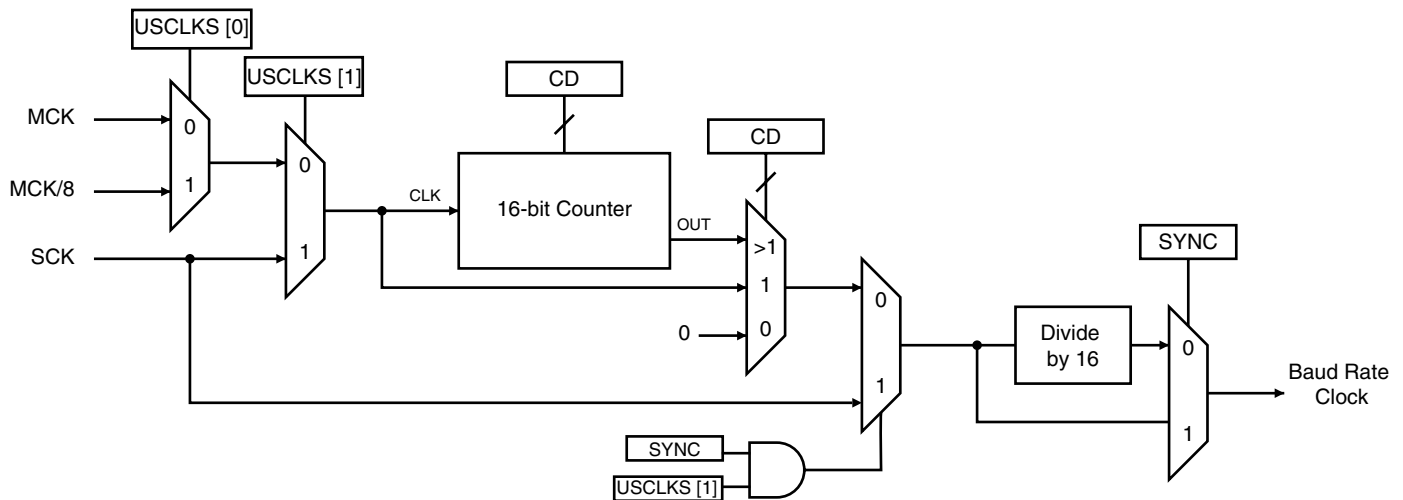 USCLKS [0]
USCLKS [1]
CD
CD
MCK
0
MCK/8
1
0
1
SCK
CLK
16-bit Counter
OUT
>1
1
0
0
SYNC
0
1
Divide
by 16
0
1
Baud Rate
Clock
SYNC
USCLKS [1]